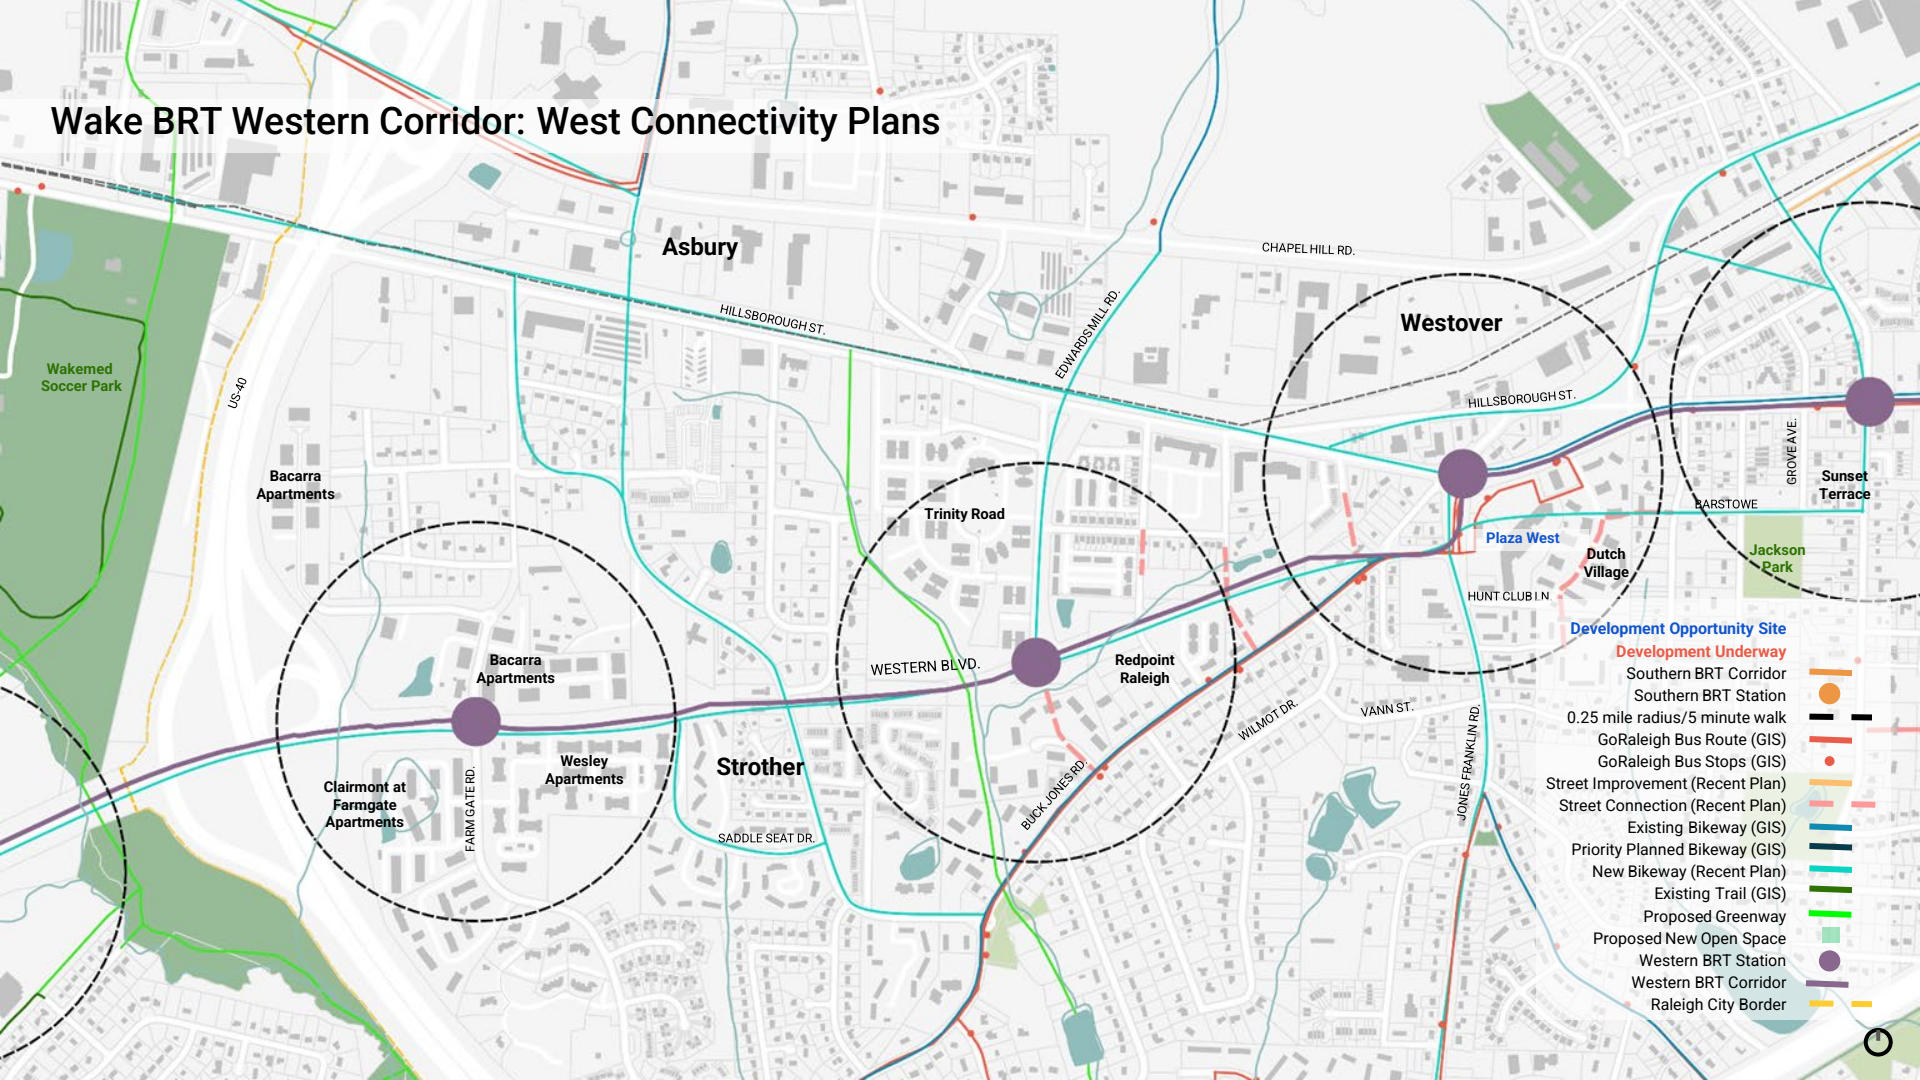 Wake BRT Western Corridor: West Connectivity Plans
Asbury
CHAPEL HILL RD.
HILLSBOROUGH ST.
EDWARDS MILL RD.
Westover
Wakemed
Soccer Park
US-40
HILLSBOROUGH ST.
GROVE AVE.
Bacarra
Apartments
Sunset
Terrace
Trinity Road
BARSTOWE
Plaza West
Dutch
Village
Jackson
Park
HUNT CLUB LN
Bacarra
Apartments
WESTERN BLVD.
Redpoint
Raleigh
WILMOT DR.
VANN ST.
JONES FRANKLIN RD.
Strother
Wesley
Apartments
Clairmont at
Farmgate
Apartments
FARM GATE RD.
BUCK JONES RD.
SADDLE SEAT DR.
Development Opportunity Site
Development Underway
Southern BRT Corridor
Southern BRT Station
0.25 mile radius/5 minute walk
GoRaleigh Bus Route (GIS)
GoRaleigh Bus Stops (GIS)
Street Improvement (Recent Plan)
Street Connection (Recent Plan)
Existing Bikeway (GIS)
Priority Planned Bikeway (GIS)
New Bikeway (Recent Plan)
Existing Trail (GIS)
Proposed Greenway
Proposed New Open Space
Western BRT Station
Western BRT Corridor
Raleigh City Border